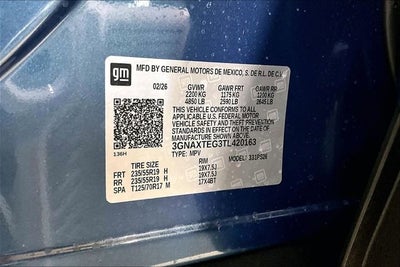 gm
MFD BY GENERAL MOTORS DE MEXICO, S. DE R.L. DE C.V.
02/26 GVWR GAWR FRT GAWR RR
2200 KG 1175 KG 1200 KG
4850 LB 2590 LB 2645 LB
THIS VEHICLE CONFORMS TO ALL
APPLICABLE U.S. FEDERAL MOTOR
VEHICLE SAFETY, BUMPER, AND THEFT
PREVENTION STANDARDS IN EFFECT ON
THE DATE OF MANUFACTURE SHOWN ABOVE.
3GNAXTEG3TL420163
136H
TYPE: MPV
TIRE SIZE RIM
FRT 235/55R19 H 19X7.5J
RR 235/55R19 H 19X7.5J
SPA T125/70R17 M 17X4BT